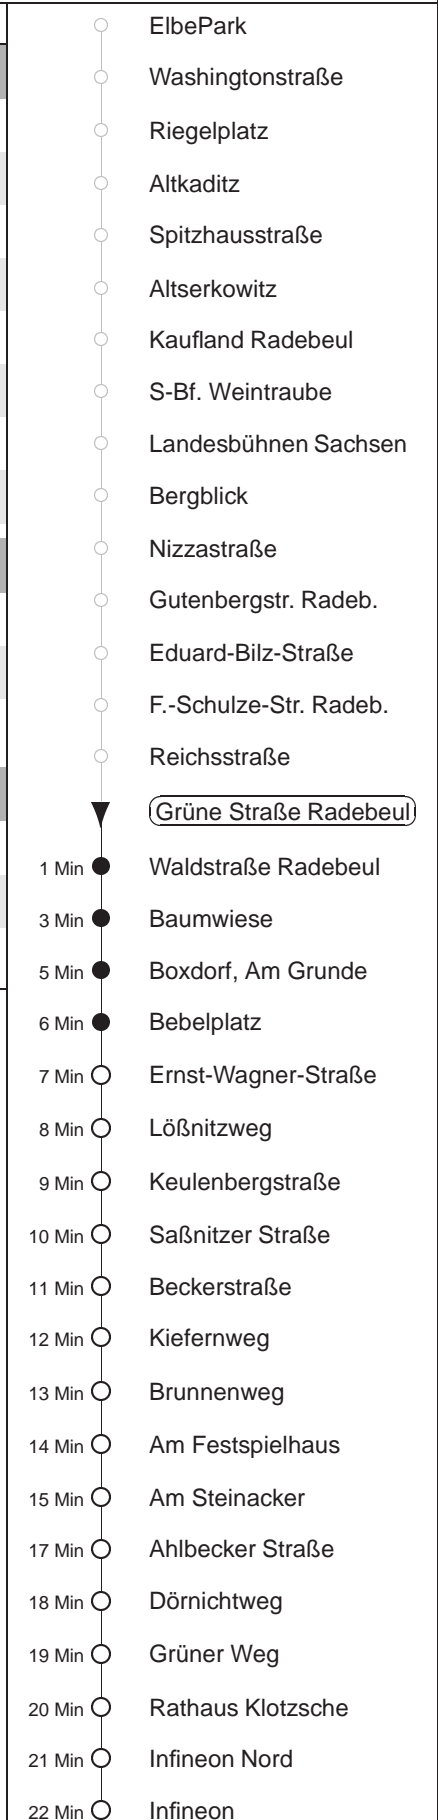 ElbePark
Washingtonstraße
Riegelplatz
Altkaditz
Spitzhausstraße
Altserkowitz
Kaufland Radebeul
S-Bf. Weintraube
Landesbühnen Sachsen
Bergblick
Nizzastraße
Gutenbergstr. Radeb.
Eduard-Bilz-Straße
F.-Schulze-Str. Radeb.
Reichsstraße
Grüne Straße Radebeul
1 Min Waldstraße Radebeul
3 Min Baumwiese
5 Min Boxdorf, Am Grunde
6 Min Bebelplatz
7 Min Ernst-Wagner-Straße
8 Min Lößnitzweg
9 Min Keulenbergstraße
10 Min Saßnitzer Straße
11 Min Beckerstraße
12 Min Kiefernweg
13 Min Brunnenweg
14 Min Am Festspielhaus
15 Min Am Steinacker
17 Min Ahlbecker Straße
18 Min Dörnichtweg
19 Min Grüner Weg
20 Min Rathaus Klotzsche
21 Min Infineon Nord
22 Min Infineon